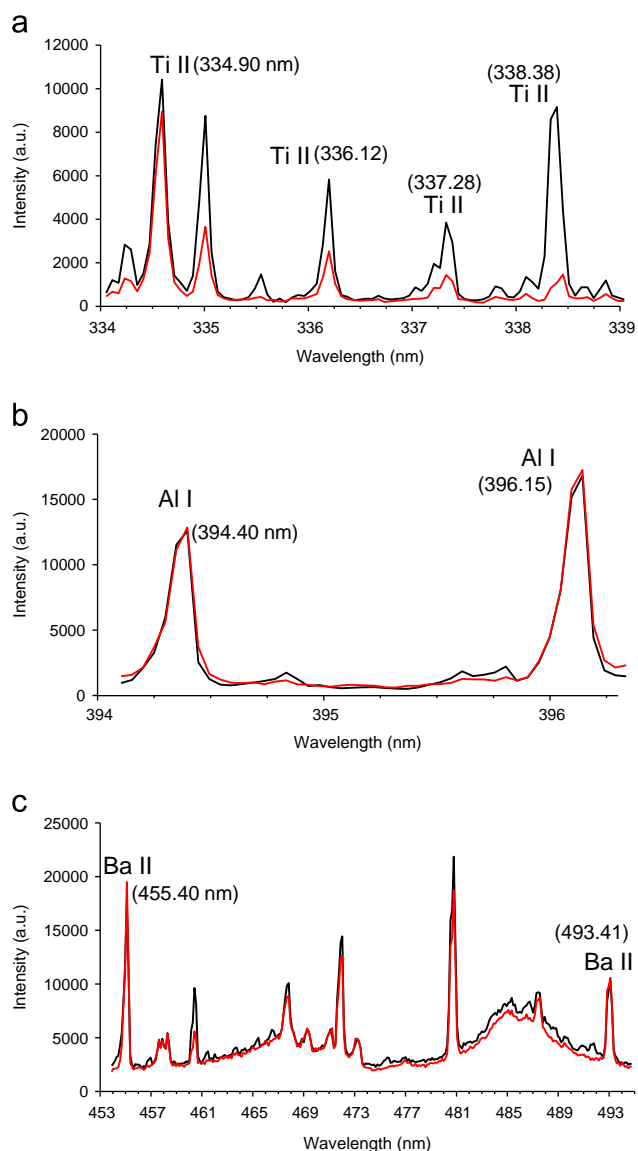 a
12000
10000
8000
6000
4000
2000
0
Intensity (a.u.)
Ti II (334.90 nm)
(338.38)
Ti II
Ti II (336.12)
(337.28)
Ti II
334 335 336 337 338 339
Wavelength (nm)
b
20000
15000
10000
5000
0
Intensity (a.u.)
Al I
(394.40 nm)
Al I
(396.15)
394 395 396
Wavelength (nm)
c
25000
20000
15000
10000
5000
0
Intensity (a.u.)
Ba II
(455.40 nm)
(493.41)
Ba II
453 457 461 465 469 473 477 481 485 489 493
Wavelength (nm)